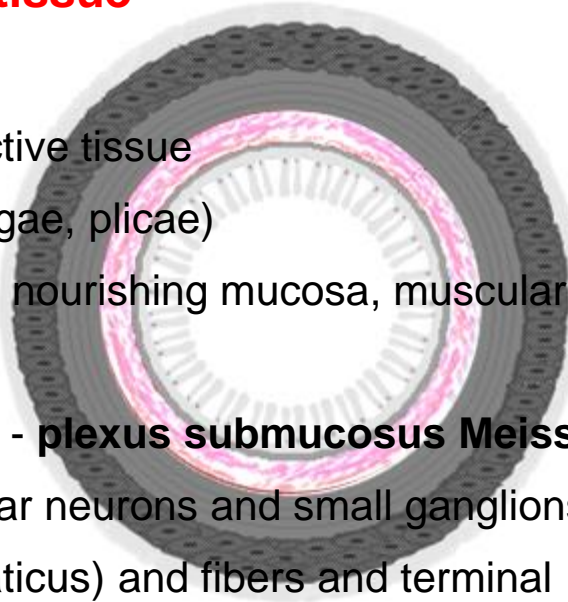 tissue
ctive tissue
gae, plicae)
nourishing mucosa, muscular
- plexus submucosus Meiss
ar neurons and small ganglions
aticus) and fibers and terminal